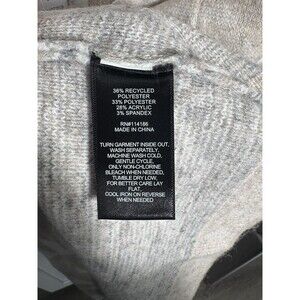 36% RECYCLED
POLYESTER
33% POLYESTER
28% ACRYLIC
3% SPANDEX
RN#114186
MADE IN CHINA
TURN GARMENT INSIDE OUT.
WASH SEPARATELY,
MACHINE WASH COLD,
GENTLE CYCLE,
ONLY NON-CHLORINE
BLEACH WHEN NEEDED,
TUMBLE DRY LOW,
FOR BETTER CARE LAY
FLAT.
COOL IRON ON REVERSE
WHEN NEEDED